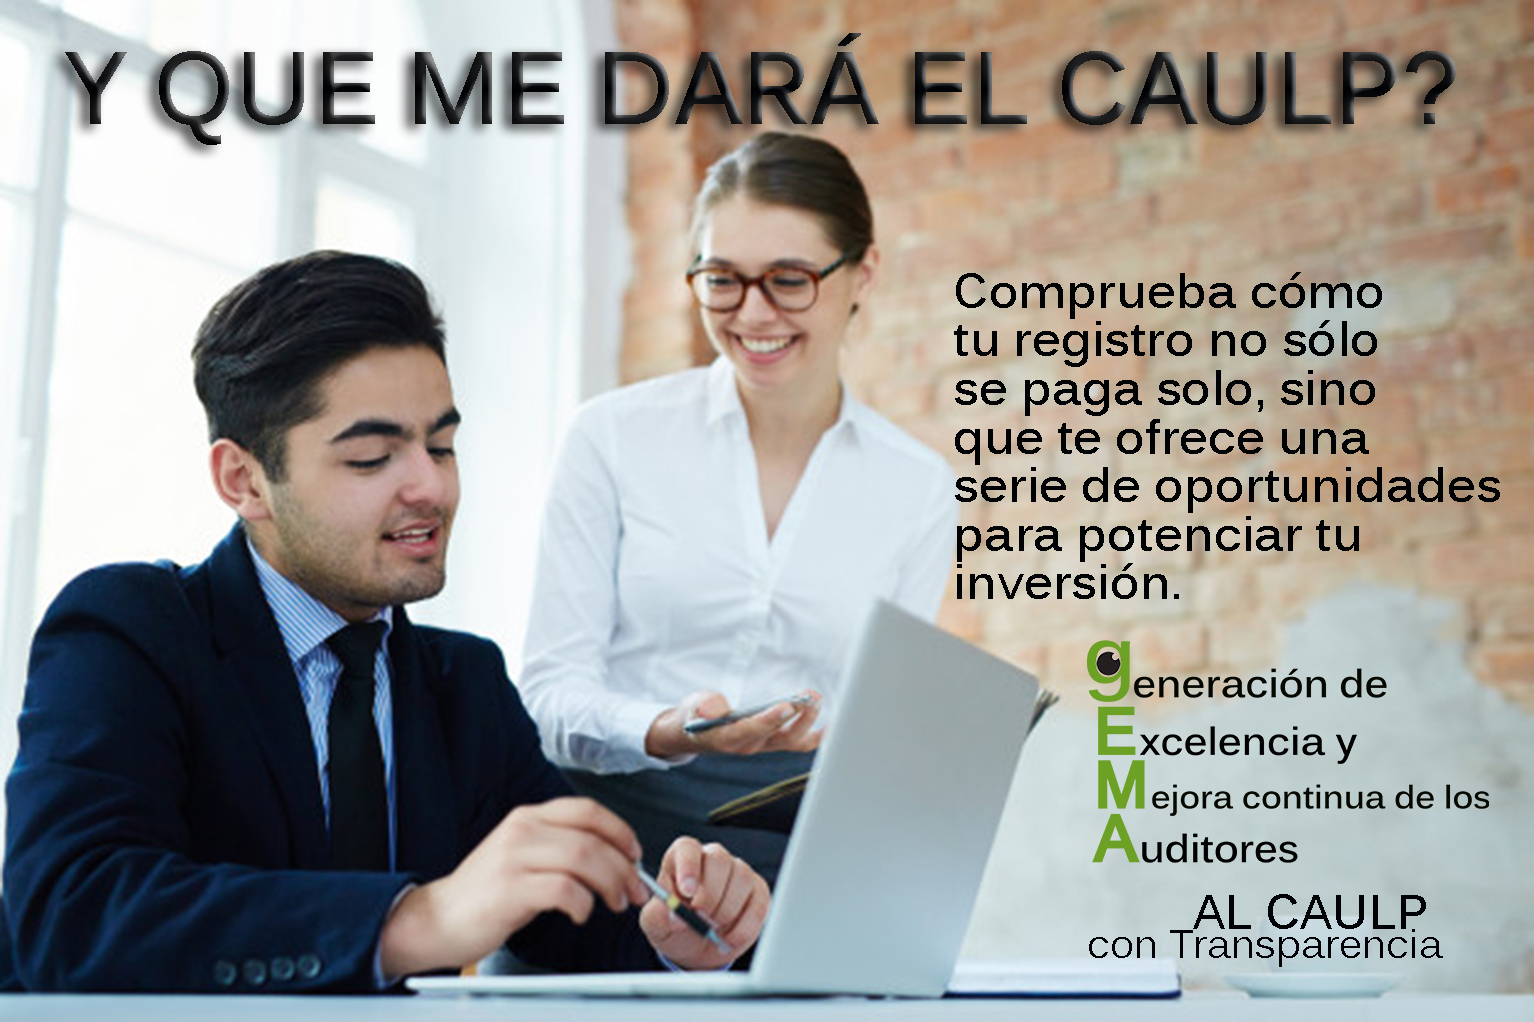 Y QUE ME DARÁ EL CAULP?
Comprueba cómo
tu registro no sólo
se paga solo, sino
que te ofrece una
serie de oportunidades
para potenciar tu
inversión.
generación de
Excelencia y
Mejora continua de los
Auditores
AL CAULP
con Transparencia